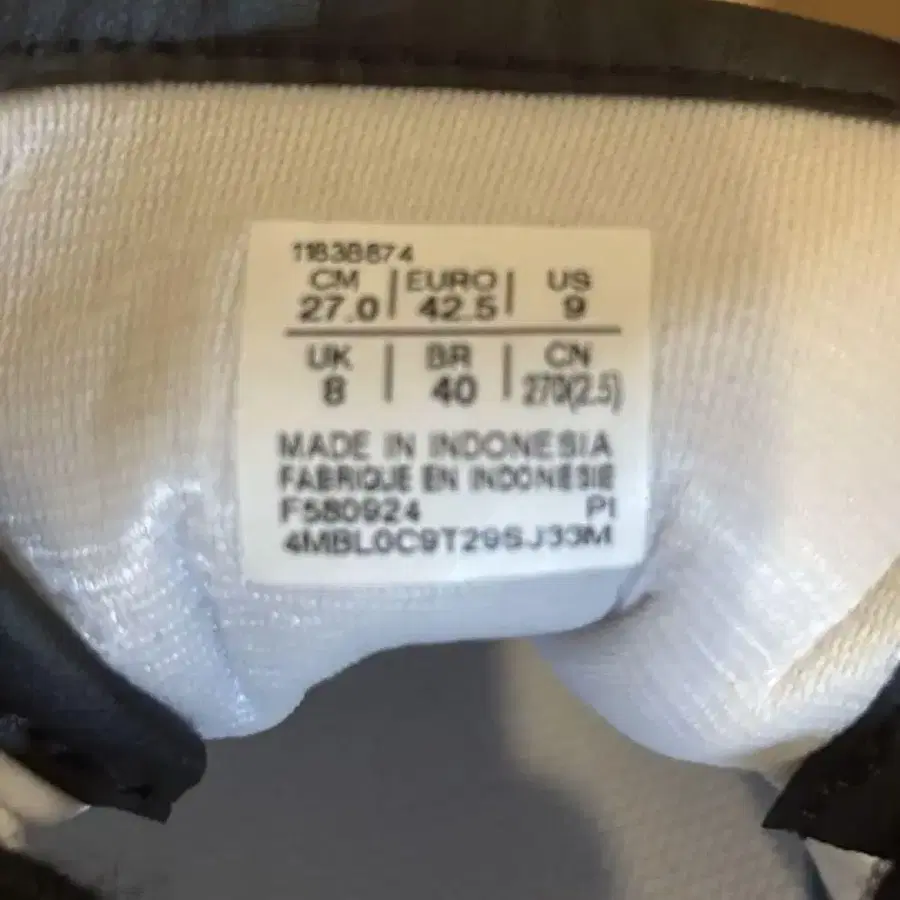 1183B874
CM | EURO | US
27.0 | 42.5 | 9
UK | BR | CN
8 | 40 | 270(2.5)
MADE IN INDONESIA
FABRIQUE EN INDONESIE
F580924 PI
4MBL0C9T29SJ33M